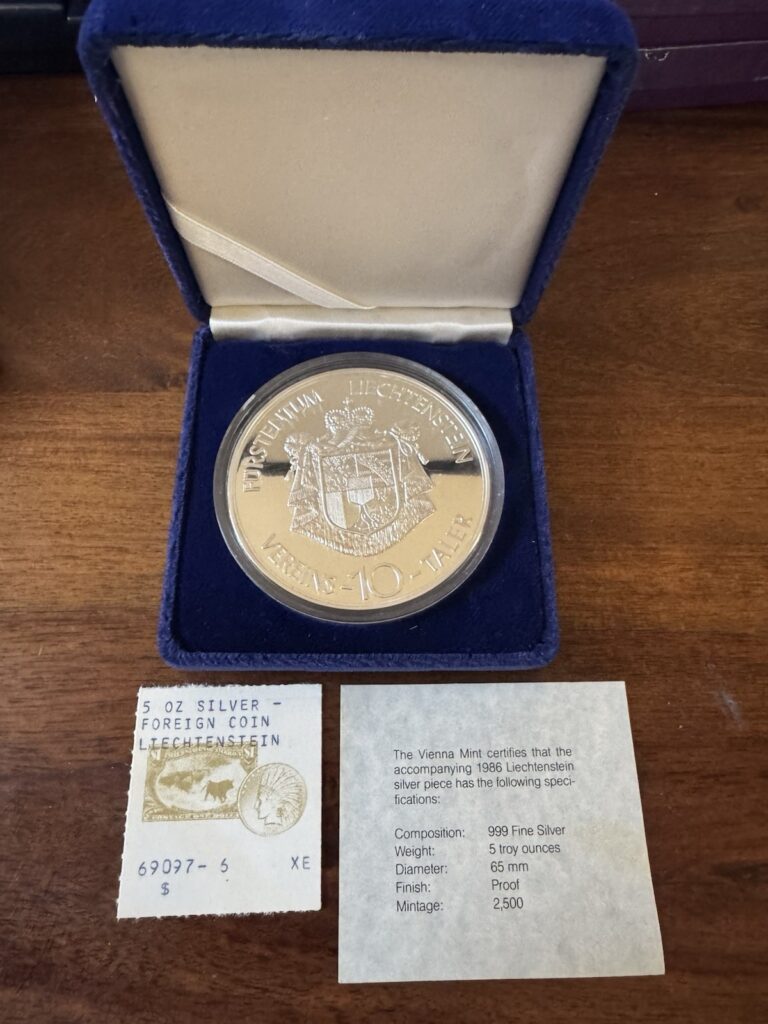 FÜRSTENTUM LIECHTENSTEIN
VEREINS - 10 - TALER
5 OZ SILVER -
FOREIGN COIN
LIECHTENSTEIN
69097- 6 XE
$
The Vienna Mint certifies that the
accompanying 1986 Liechtenstein
silver piece has the following speci-
fications:
Composition: 999 Fine Silver
Weight: 5 troy ounces
Diameter: 65 mm
Finish: Proof
Mintage: 2,500